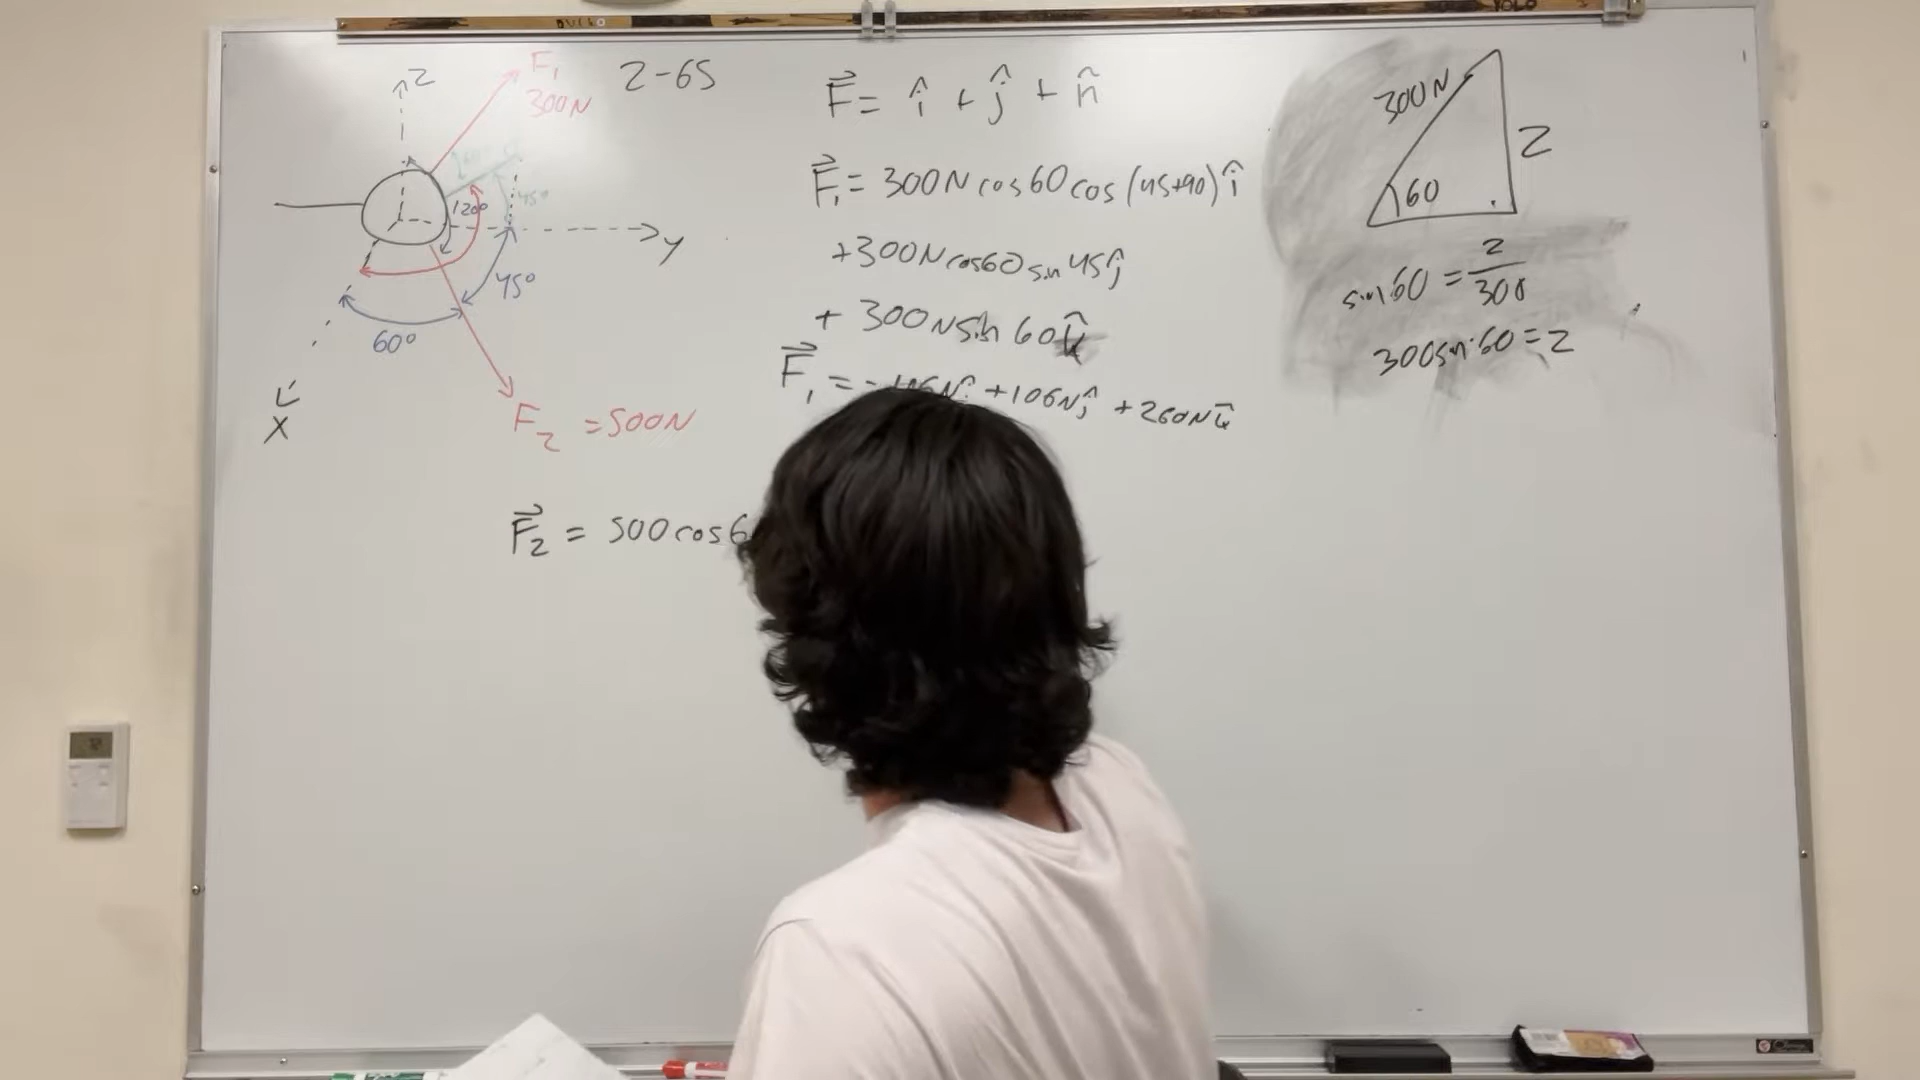 Z
F₁
300N
2-65
120°
45°
y
45°
60°
x
F₂ = 500N
F⃗ = î + ĵ + n̂
F⃗₁ = 300N cos60 cos(45+90) î
+300N cos60 sin 45 ĵ
+ 300N sin 60 k̂
F⃗₁ = +106N ĵ +260N k̂
F⃗₂ = 500 cos6
300N
Z
60
sin 60 = z/300
300 sin 60 = z
YOLO